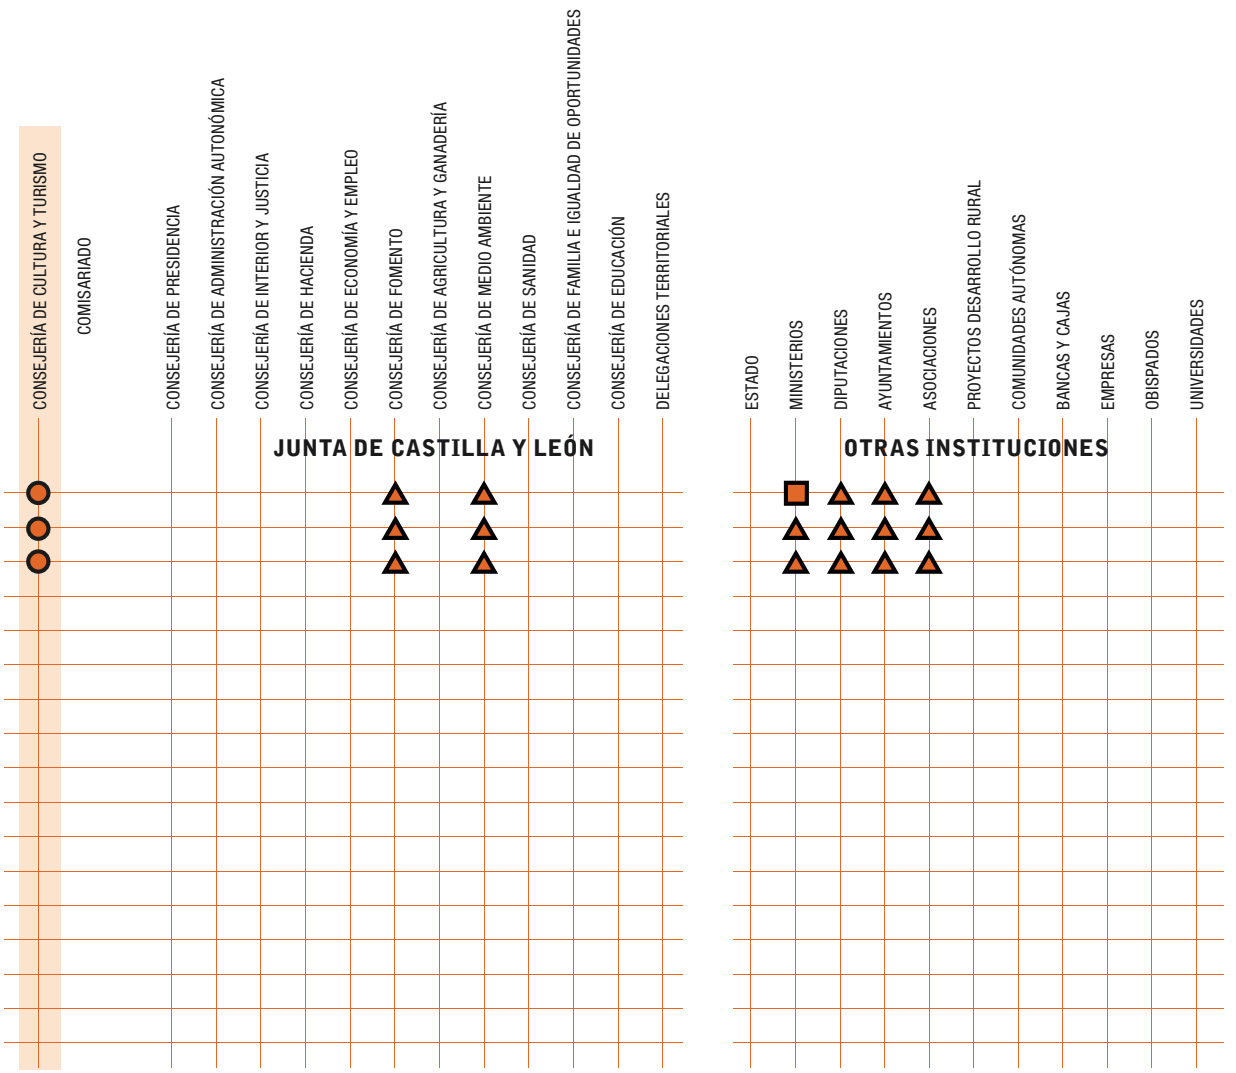 CONSEJERÍA DE CULTURA Y TURISMO
COMISARIADO
CONSEJERÍA DE PRESIDENCIA
CONSEJERÍA DE ADMINISTRACIÓN AUTONÓMICA
CONSEJERÍA DE INTERIOR Y JUSTICIA
CONSEJERÍA DE HACIENDA
CONSEJERÍA DE ECONOMÍA Y EMPLEO
CONSEJERÍA DE FOMENTO
CONSEJERÍA DE AGRICULTURA Y GANADERÍA
CONSEJERÍA DE MEDIO AMBIENTE
CONSEJERÍA DE SANIDAD
CONSEJERÍA DE FAMILIA E IGUALDAD DE OPORTUNIDADES
CONSEJERÍA DE EDUCACIÓN
DELEGACIONES TERRITORIALES
ESTADO
MINISTERIOS
DIPUTACIONES
AYUNTAMIENTOS
ASOCIACIONES
PROYECTOS DESARROLLO RURAL
COMUNIDADES AUTÓNOMAS
BANCAS Y CAJAS
EMPRESAS
OBISPADOS
UNIVERSIDADES
JUNTA DE CASTILLA Y LEÓN
OTRAS INSTITUCIONES